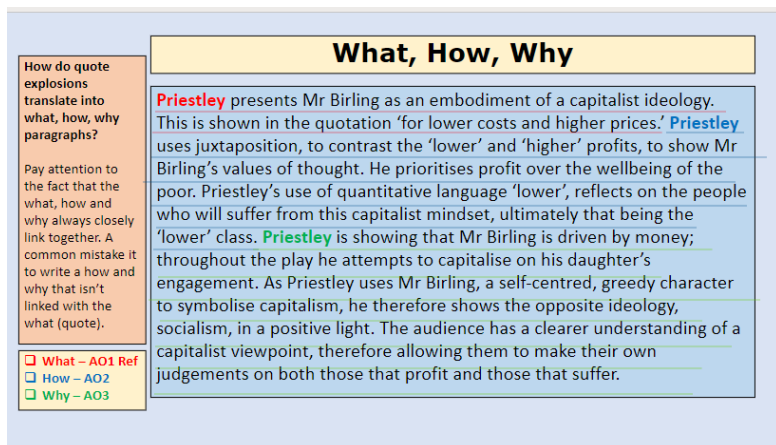 What, How, Why
How do quote
explosions
translate into
what, how, why
paragraphs?
Pay attention to
the fact that the
what, how and
why always closely
link together. A
common mistake it
to write a how and
why that isn't
linked with the
what (quote).
What – AO1 Ref
How – AO2
Why – AO3
Priestley presents Mr Birling as an embodiment of a capitalist ideology.
This is shown in the quotation 'for lower costs and higher prices.' Priestley
uses juxtaposition, to contrast the 'lower' and 'higher' profits, to show Mr
Birling's values of thought. He prioritises profit over the wellbeing of the
poor. Priestley's use of quantitative language 'lower', reflects on the people
who will suffer from this capitalist mindset, ultimately that being the
'lower' class. Priestley is showing that Mr Birling is driven by money;
throughout the play he attempts to capitalise on his daughter's
engagement. As Priestley uses Mr Birling, a self-centred, greedy character
to symbolise capitalism, he therefore shows the opposite ideology,
socialism, in a positive light. The audience has a clearer understanding of a
capitalist viewpoint, therefore allowing them to make their own
judgements on both those that profit and those that suffer.